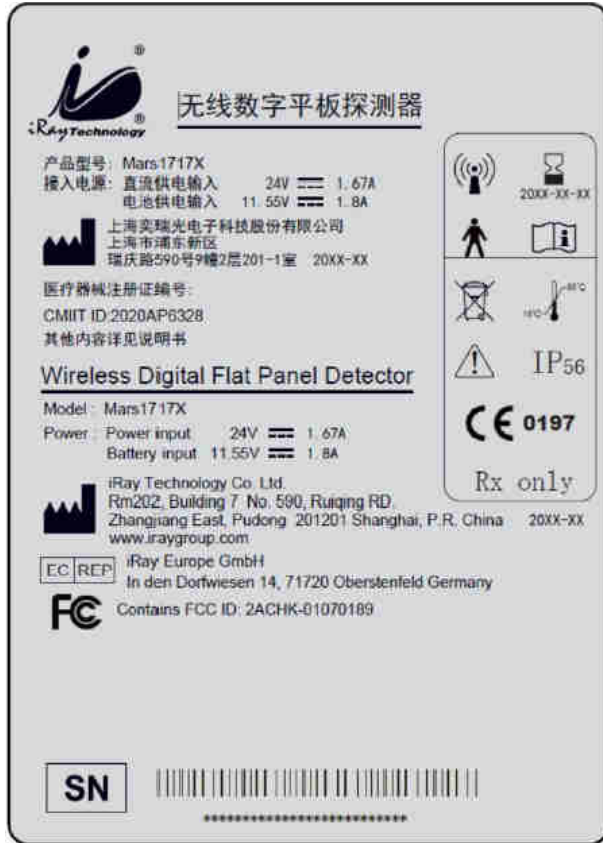 iRay Technology
无线数字平板探测器
产品型号: Mars1717X
接入电源: 直流供电输入 24V 1.67A
电池供电输入 11.55V 1.8A
上海奕瑞光电子科技股份有限公司
上海市浦东新区
瑞庆路590号9幢2层201-1室 20XX-XX
医疗器械注册证编号:
CMIIT ID:2020AP6328
其他内容详见说明书
20XX-XX-XX
IP56
CE 0197
Rx only
Wireless Digital Flat Panel Detector
Model : Mars1717X
Power : Power input 24V 1.67A
Battery input 11.55V 1.8A
iRay Technology Co. Ltd.
Rm202, Building 7 No. 590, Ruiqing RD.
Zhangjiang East, Pudong 201201 Shanghai, P.R. China 20XX-XX
www.iraygroup.com
EC REP
iRay Europe GmbH
In den Dorfwiesen 14, 71720 Oberstenfeld Germany
FC Contains FCC ID: 2ACHK-01070189
SN
**************************